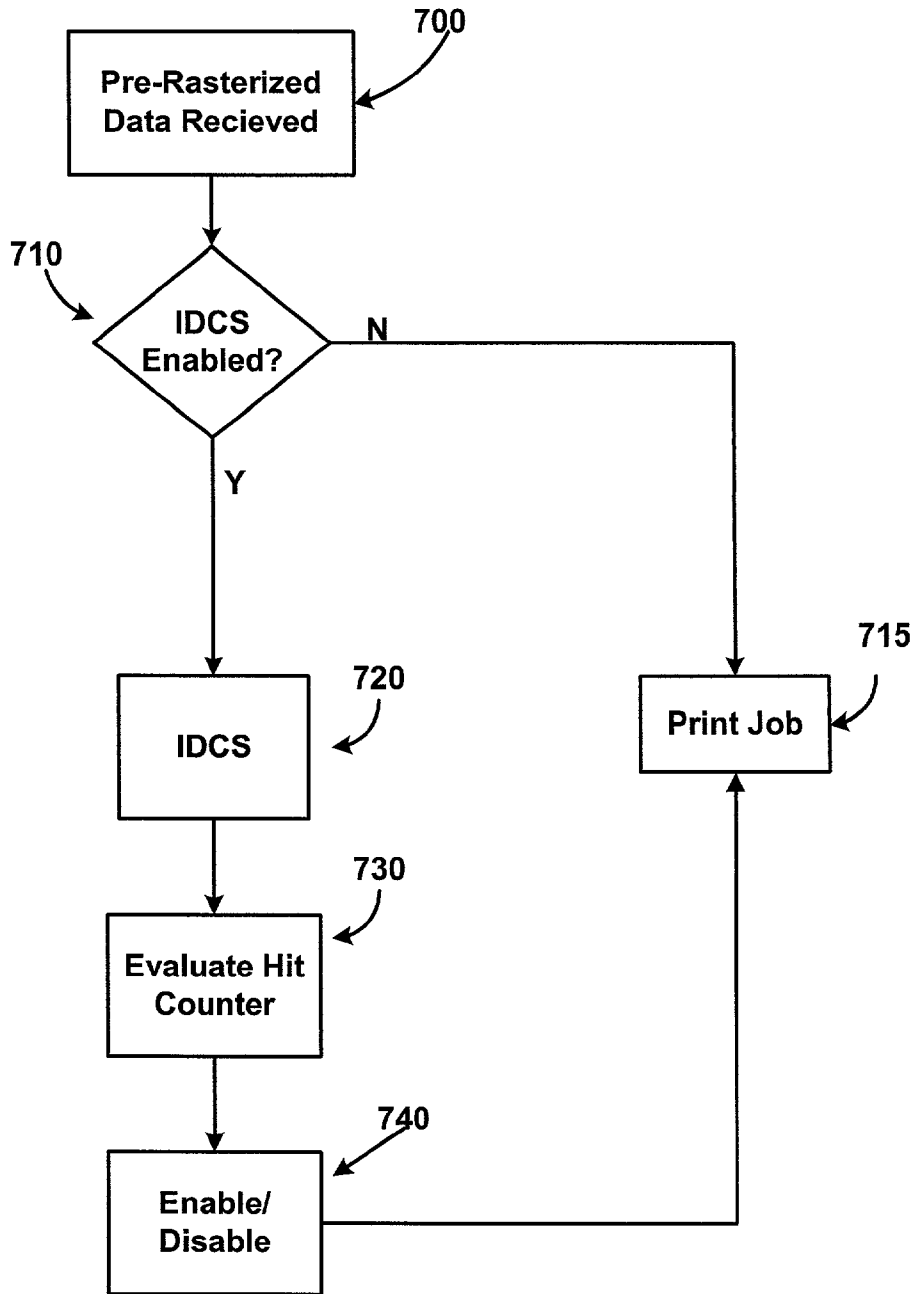 700
Pre-Rasterized
Data Recieved
710
IDCS
Enabled?
N
Y
720
IDCS
715
Print Job
730
Evaluate Hit
Counter
740
Enable/
Disable